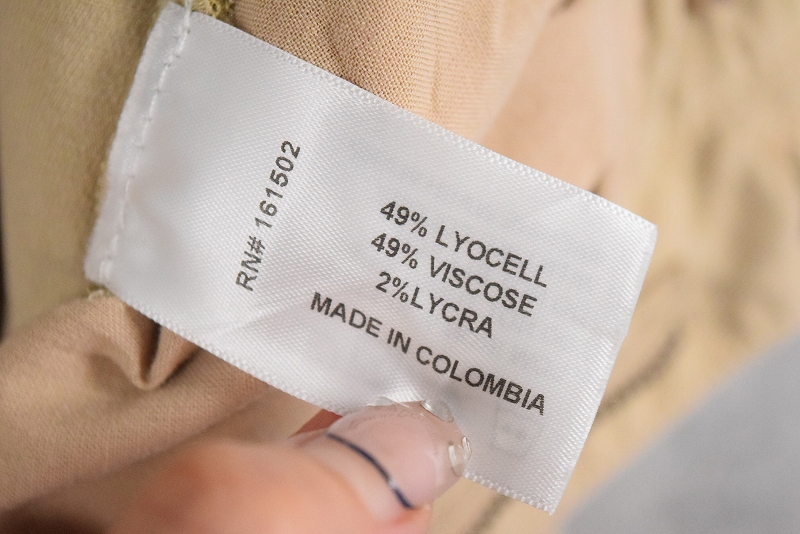 RN# 161502
49% LYOCELL
49% VISCOSE
2%LYCRA
MADE IN COLOMBIA